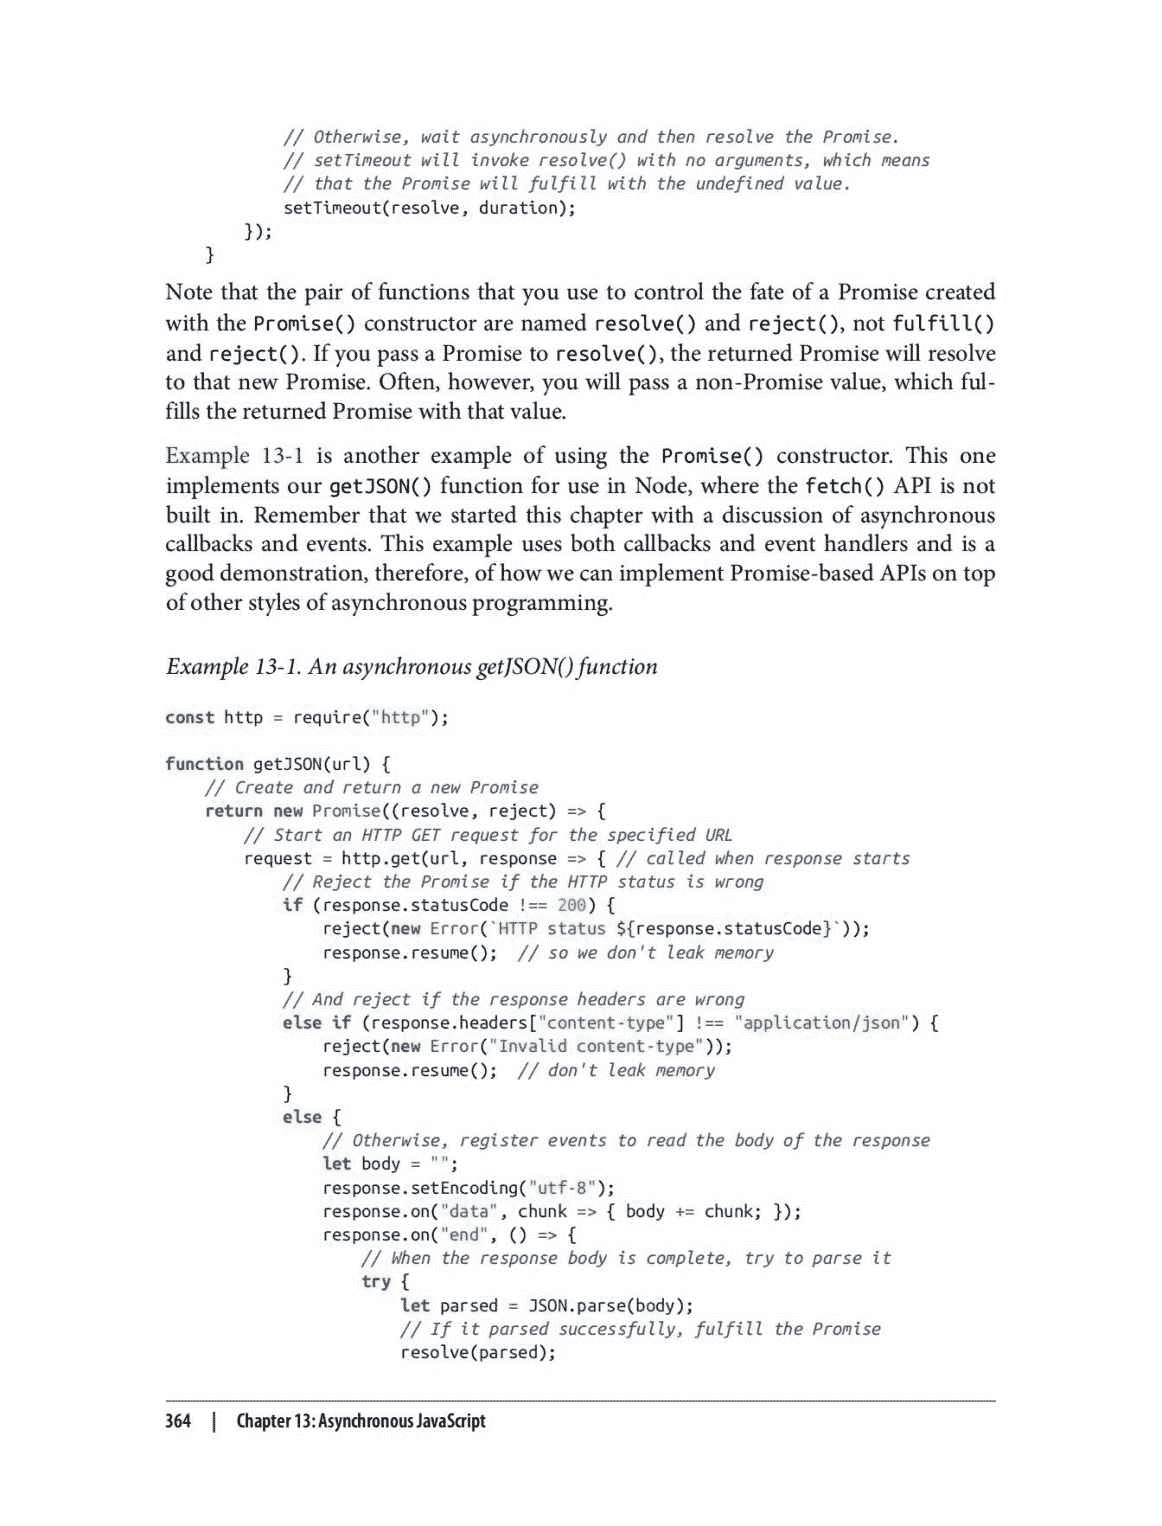 // Otherwise, wait asynchronously and then resolve the Promise.
// setTimeout will invoke resolve() with no arguments, which means
// that the Promise will fulfill with the undefined value.
setTimeout(resolve, duration);
});
}
Note that the pair of functions that you use to control the fate of a Promise created
with the Promise() constructor are named resolve() and reject(), not fulfill()
and reject(). If you pass a Promise to resolve(), the returned Promise will resolve
to that new Promise. Often, however, you will pass a non-Promise value, which ful-
fills the returned Promise with that value.
Example 13-1 is another example of using the Promise() constructor. This one
implements our getJSON() function for use in Node, where the fetch() API is not
built in. Remember that we started this chapter with a discussion of asynchronous
callbacks and events. This example uses both callbacks and event handlers and is a
good demonstration, therefore, of how we can implement Promise-based APIs on top
of other styles of asynchronous programming.
Example 13-1. An asynchronous getJSON() function
const http = require("http");
function getJSON(url) {
// Create and return a new Promise
return new Promise((resolve, reject) => {
// Start an HTTP GET request for the specified URL
request = http.get(url, response => { // called when response starts
// Reject the Promise if the HTTP status is wrong
if (response.statusCode !== 200) {
reject(new Error(`HTTP status ${response.statusCode}`));
response.resume(); // so we don't leak memory
}
// And reject if the response headers are wrong
else if (response.headers["content-type"] !== "application/json") {
reject(new Error("Invalid content-type"));
response.resume(); // don't leak memory
}
else {
// Otherwise, register events to read the body of the response
let body = "";
response.setEncoding("utf-8");
response.on("data", chunk => { body += chunk; });
response.on("end", () => {
// When the response body is complete, try to parse it
try {
let parsed = JSON.parse(body);
// If it parsed successfully, fulfill the Promise
resolve(parsed);
364 | Chapter 13: Asynchronous JavaScript